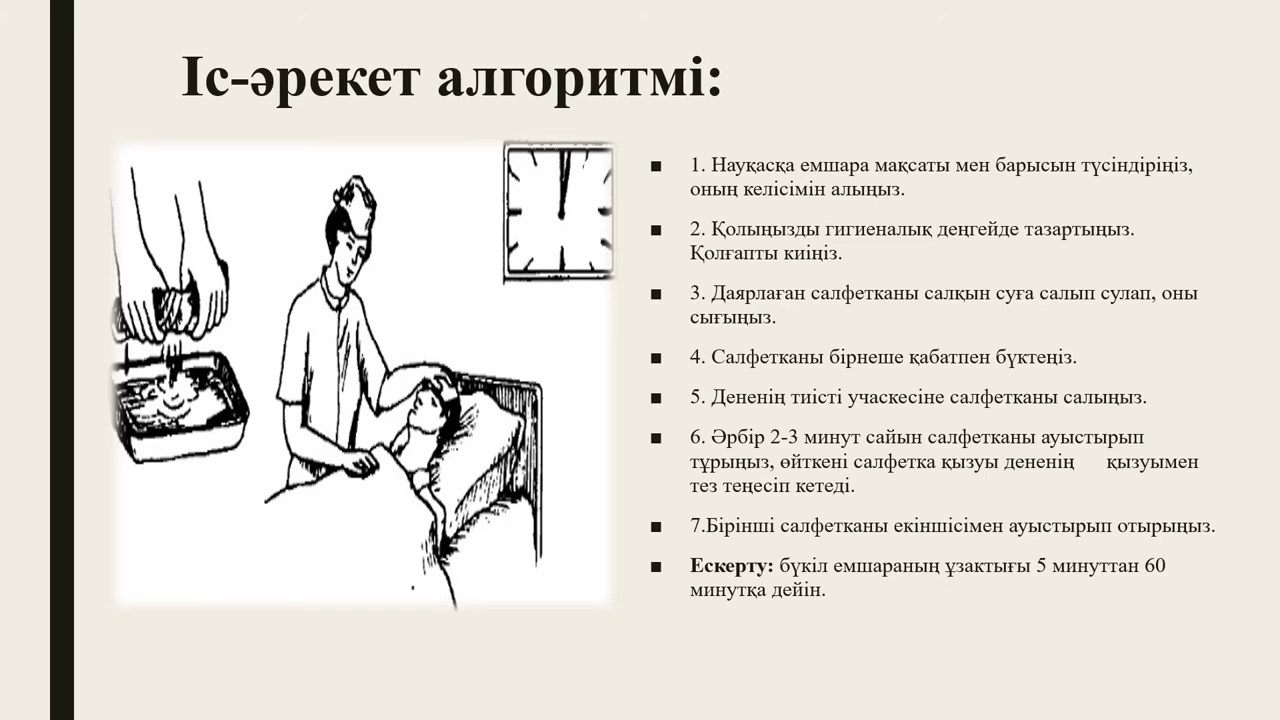 Іс-әрекет алгоритмі:
■ 1. Науқасқа емшара мақсаты мен барысын түсіндіріңіз,
оның келісімін алыңыз.
■ 2. Қолыңызды гигиеналық деңгейде тазартыңыз.
Қолғапты киіңіз.
■ 3. Даярлаған салфетканы салқын суға салып сулап, оны
сығыңыз.
■ 4. Салфетканы бірнеше қабатпен бүктеңіз.
■ 5. Дененің тиісті учаскесіне салфетканы салыңыз.
■ 6. Әрбір 2-3 минут сайын салфетканы ауыстырып
тұрыңыз, өйткені салфетка қызуы дененің қызуымен
тез теңесіп кетеді.
■ 7.Бірінші салфетканы екіншісімен ауыстырып отырыңыз.
■ Ескерту: бүкіл емшараның ұзактығы 5 минуттан 60
минутқа дейін.